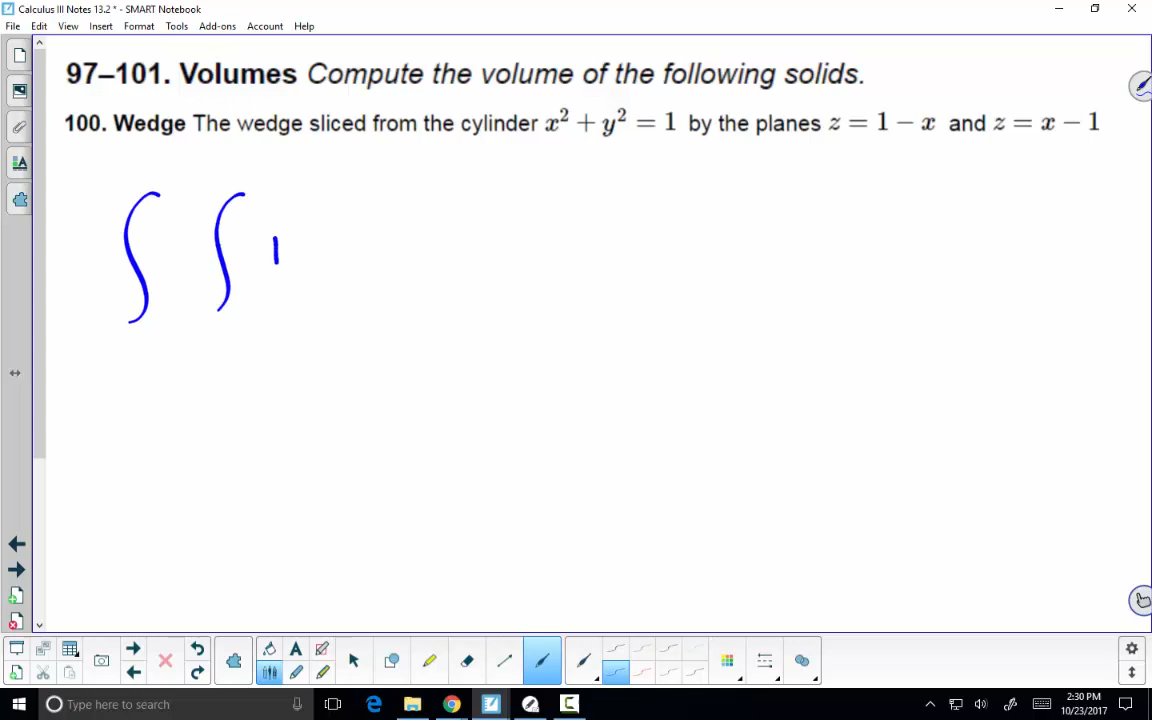 Calculus III Notes 13.2 * - SMART Notebook
File Edit View Insert Format Tools Add-ons Account Help
97–101. Volumes Compute the volume of the following solids.
100. Wedge The wedge sliced from the cylinder x² + y² = 1 by the planes z = 1 − x and z = x − 1
∫ ∫
Type here to search
2:30 PM
10/23/2017